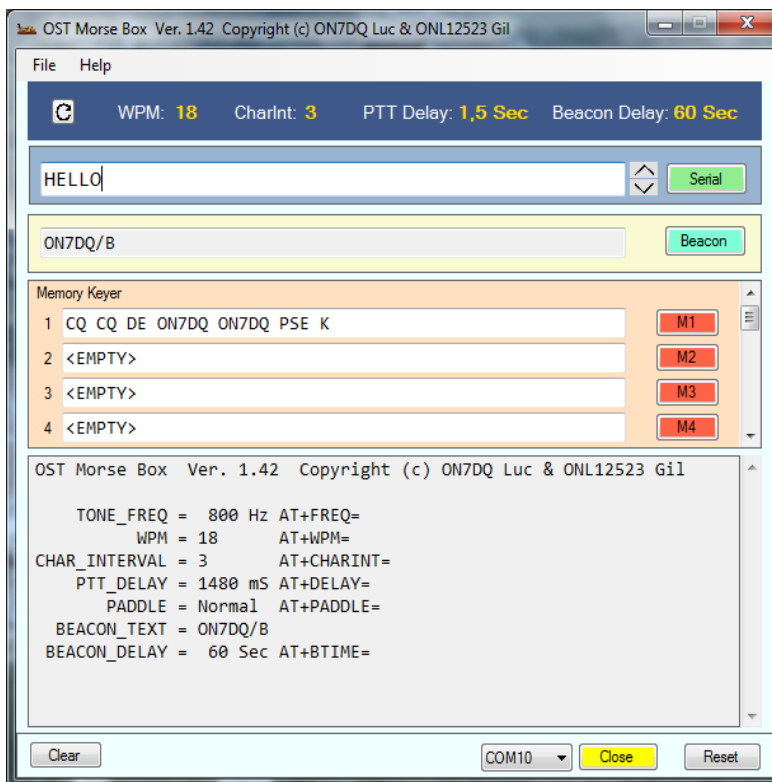 OST Morse Box Ver. 1.42 Copyright (c) ON7DQ Luc & ONL12523 Gil
File Help
WPM: 18 CharInt: 3 PTT Delay: 1,5 Sec Beacon Delay: 60 Sec
HELLO Serial
ON7DQ/B Beacon
Memory Keyer
1 CQ CQ DE ON7DQ ON7DQ PSE K M1
2 <EMPTY> M2
3 <EMPTY> M3
4 <EMPTY> M4
OST Morse Box Ver. 1.42 Copyright (c) ON7DQ Luc & ONL12523 Gil
TONE_FREQ = 800 Hz AT+FREQ=
WPM = 18 AT+WPM=
CHAR_INTERVAL = 3 AT+CHARINT=
PTT_DELAY = 1480 mS AT+DELAY=
PADDLE = Normal AT+PADDLE=
BEACON_TEXT = ON7DQ/B
BEACON_DELAY = 60 Sec AT+BTIME=
Clear COM10 Close Reset